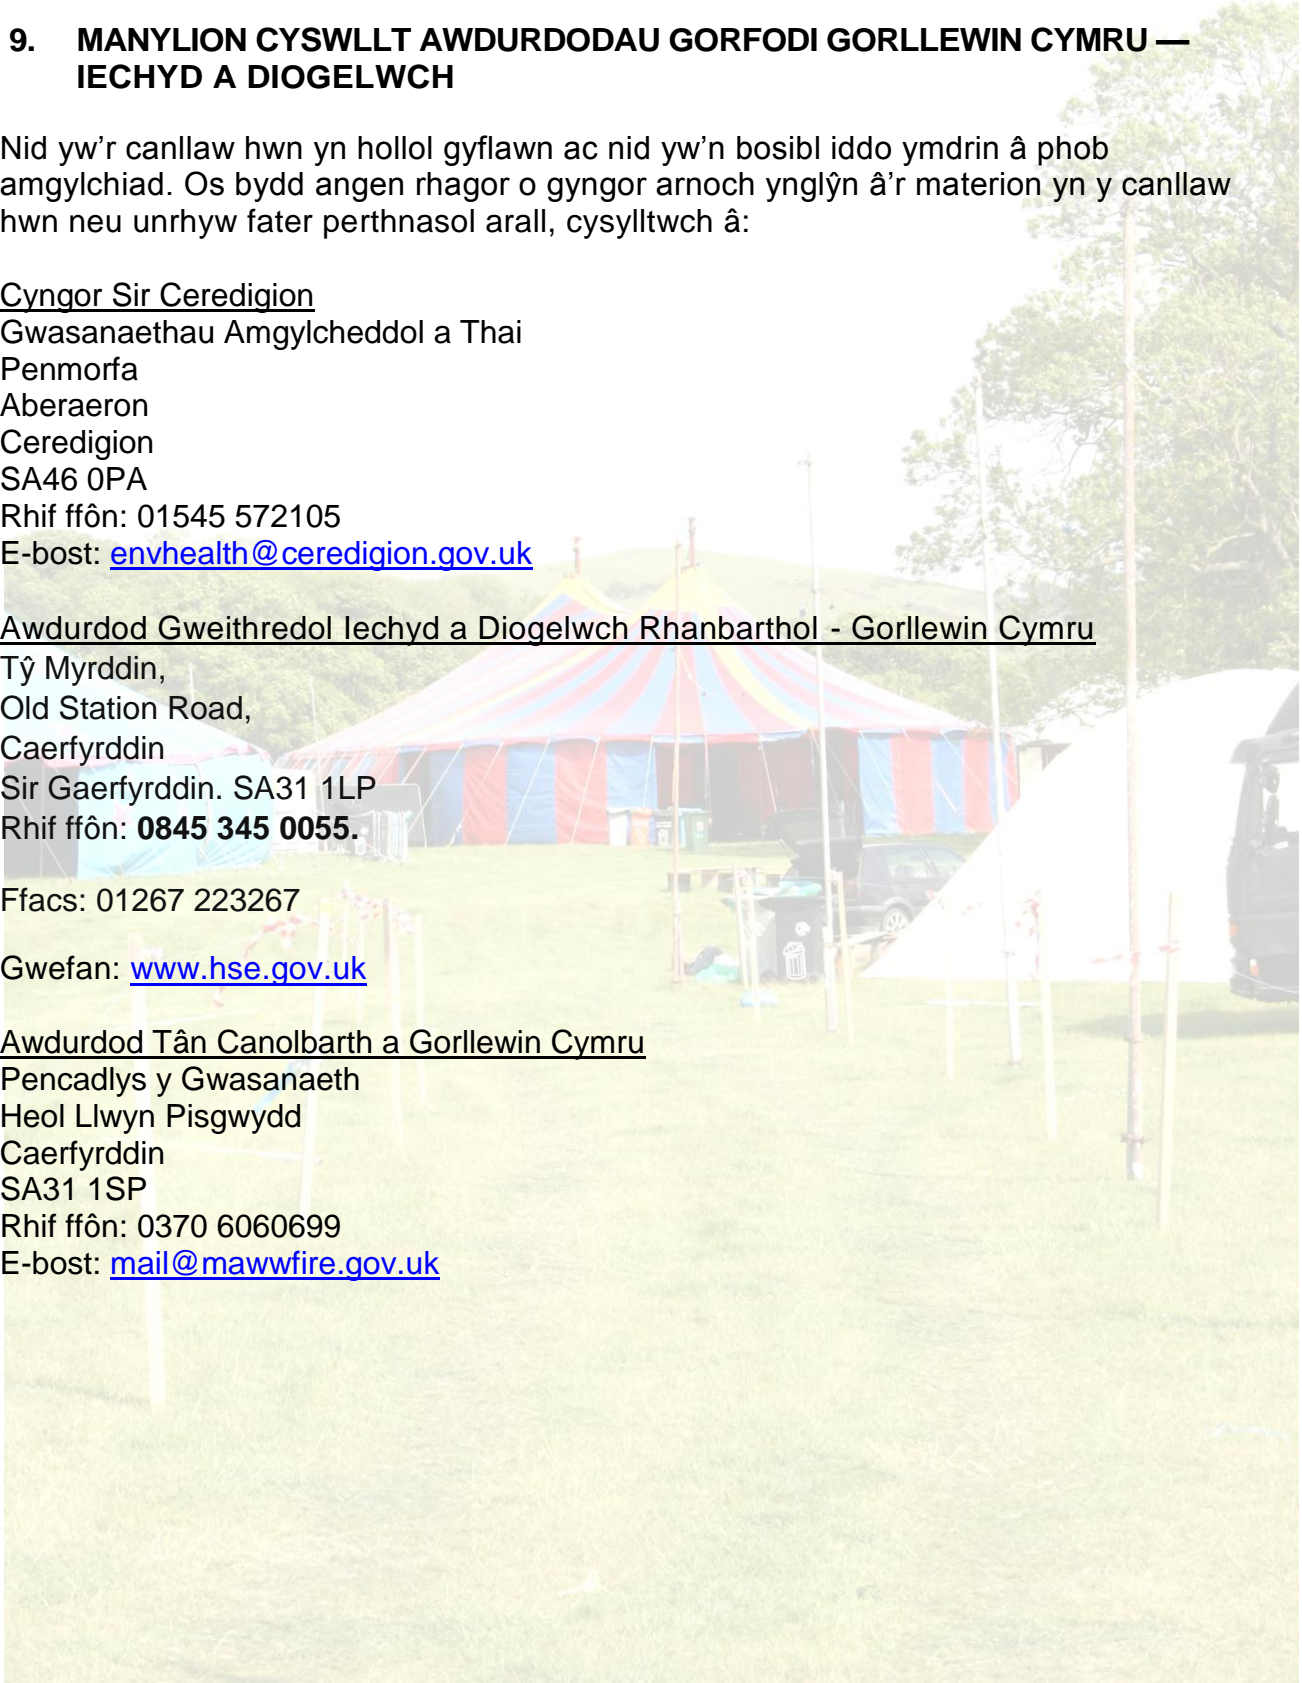 9. MANYLION CYSWLLT AWDURDODAU GORFODI GORLLEWIN CYMRU —
IECHYD A DIOGELWCH
Nid yw'r canllaw hwn yn hollol gyflawn ac nid yw'n bosibl iddo ymdrin â phob
amgylchiad. Os bydd angen rhagor o gyngor arnoch ynglŷn â'r materion yn y canllaw
hwn neu unrhyw fater perthnasol arall, cysylltwch â:
Cyngor Sir Ceredigion
Gwasanaethau Amgylcheddol a Thai
Penmorfa
Aberaeron
Ceredigion
SA46 0PA
Rhif ffôn: 01545 572105
E-bost: envhealth@ceredigion.gov.uk
Awdurdod Gweithredol Iechyd a Diogelwch Rhanbarthol - Gorllewin Cymru
Tŷ Myrddin,
Old Station Road,
Caerfyrddin
Sir Gaerfyrddin. SA31 1LP
Rhif ffôn: 0845 345 0055.
Ffacs: 01267 223267
Gwefan: www.hse.gov.uk
Awdurdod Tân Canolbarth a Gorllewin Cymru
Pencadlys y Gwasanaeth
Heol Llwyn Pisgwydd
Caerfyrddin
SA31 1SP
Rhif ffôn: 0370 6060699
E-bost: mail@mawwfire.gov.uk